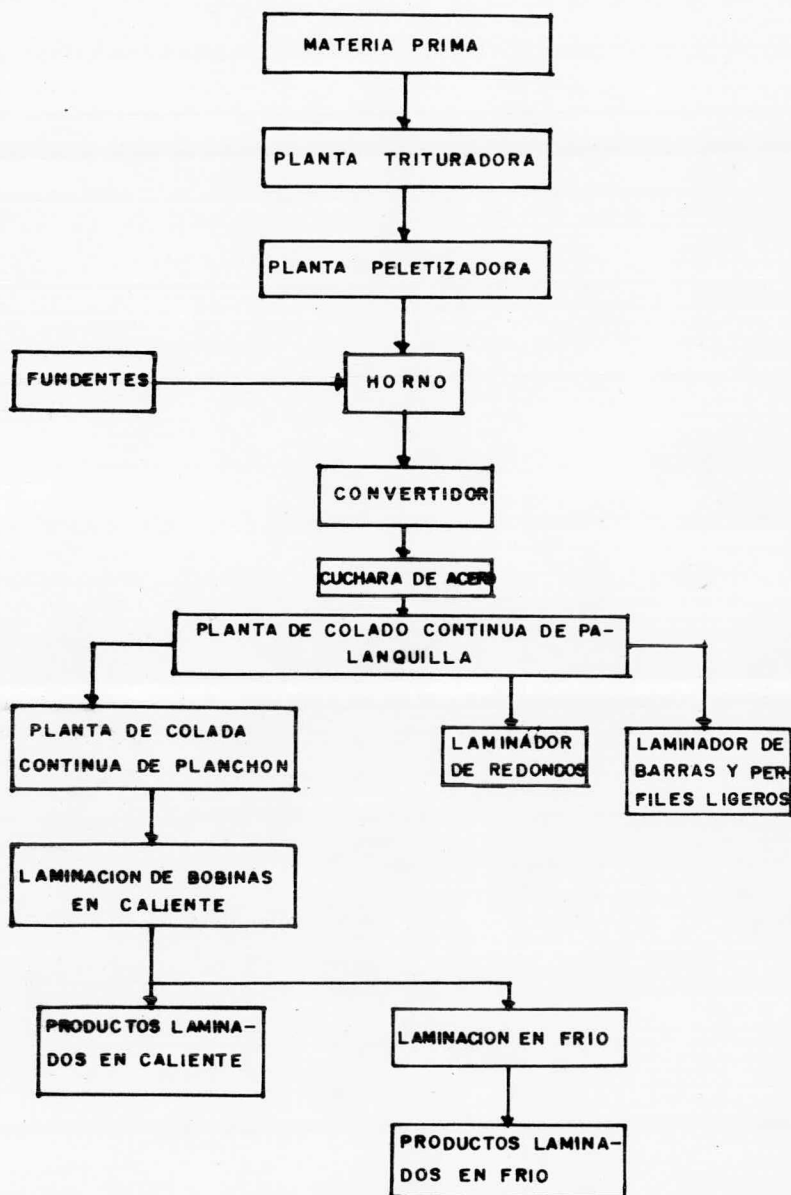 MATERIA PRIMA
PLANTA TRITURADORA
PLANTA PELETIZADORA
FUNDENTES
HORNO
CONVERTIDOR
CUCHARA DE ACERO
PLANTA DE COLADO CONTINUA DE PA-
LANQUILLA
PLANTA DE COLADA
CONTINUA DE PLANCHON
LAMINADOR
DE REDONDOS
LAMINADOR DE
BARRAS Y PER-
FILES LIGEROS
LAMINACION DE BOBINAS
EN CALIENTE
PRODUCTOS LAMINA-
DOS EN CALIENTE
LAMINACION EN FRIO
PRODUCTOS LAMINA-
DOS EN FRIO